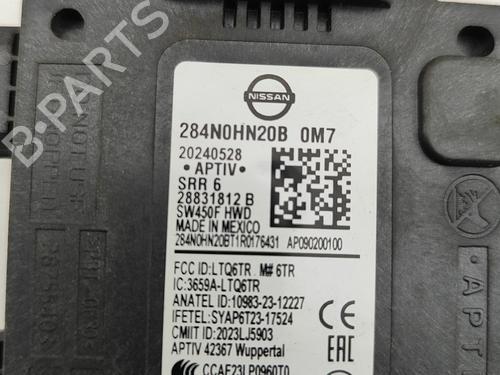 NISSAN
284N0HN20B 0M7
20240528
• APTIV •
SRR 6
28831812 B
SW450F HWD
MADE IN MEXICO
284N0HN20BT1R0176431 AP090200100
FCC ID:LTQ6TR M# 6TR
IC:3659A-LTQ6TR
ANATEL ID: 10983-23-12227
IFETEL: SYAP6T23-17524
CMIIT ID:2023LJ5903
APTIV 42367 Wuppertal
CCAF23LP0960T0
EAC
B PARTS